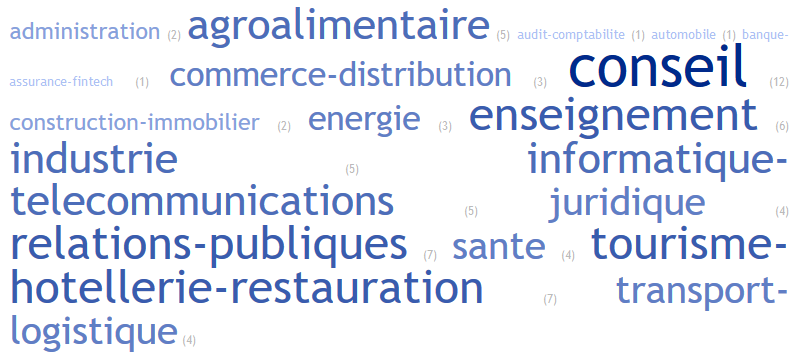 administration (2) agroalimentaire (5) audit-comptabilite (1) automobile (1) banque-
assurance-fintech (1) commerce-distribution (3) conseil (12)
construction-immobilier (2) energie (3) enseignement (6)
industrie (5) informatique-
telecommunications (5) juridique (4)
relations-publiques (7) sante (4) tourisme-
hotellerie-restauration (7) transport-
logistique (4)